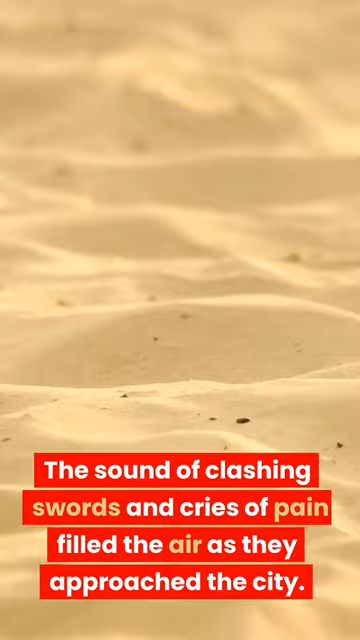 The sound of clashing
swords and cries of pain
filled the air as they
approached the city.